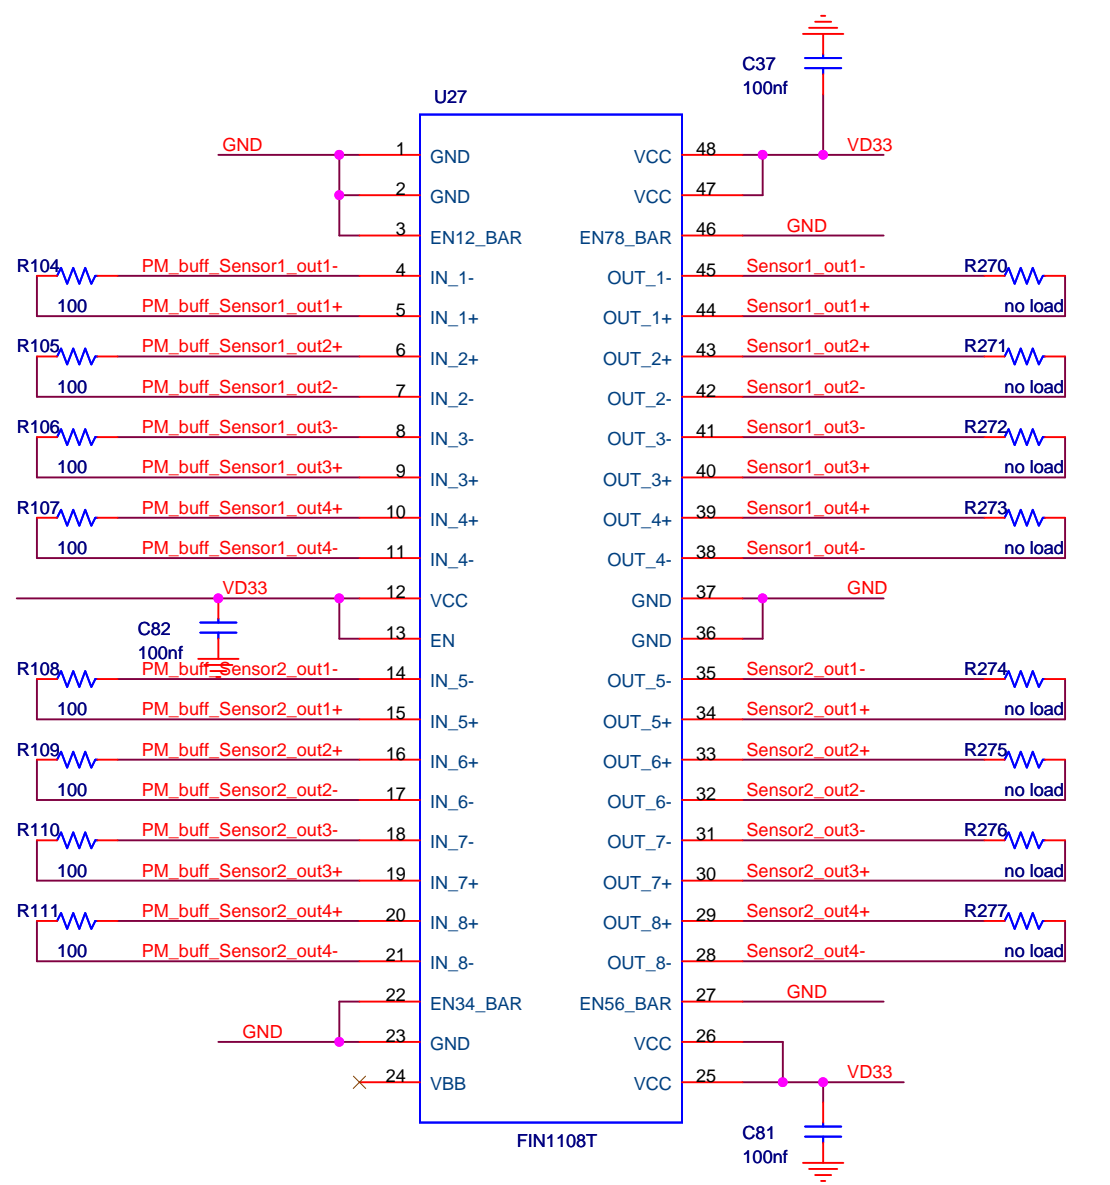 C37
100nf
U27
GND 1 GND VCC 48 VD33
2 GND VCC 47
3 EN12_BAR EN78_BAR 46 GND
R104 PM_buff_Sensor1_out1- 4 IN_1- OUT_1- 45 Sensor1_out1- R270
100 PM_buff_Sensor1_out1+ 5 IN_1+ OUT_1+ 44 Sensor1_out1+ no load
R105 PM_buff_Sensor1_out2+ 6 IN_2+ OUT_2+ 43 Sensor1_out2+ R271
100 PM_buff_Sensor1_out2- 7 IN_2- OUT_2- 42 Sensor1_out2- no load
R106 PM_buff_Sensor1_out3- 8 IN_3- OUT_3- 41 Sensor1_out3- R272
100 PM_buff_Sensor1_out3+ 9 IN_3+ OUT_3+ 40 Sensor1_out3+ no load
R107 PM_buff_Sensor1_out4+ 10 IN_4+ OUT_4+ 39 Sensor1_out4+ R273
100 PM_buff_Sensor1_out4- 11 IN_4- OUT_4- 38 Sensor1_out4- no load
VD33 12 VCC GND 37 GND
C82 13 EN GND 36
100nf
R108 PM_buff_Sensor2_out1- 14 IN_5- OUT_5- 35 Sensor2_out1- R274
100 PM_buff_Sensor2_out1+ 15 IN_5+ OUT_5+ 34 Sensor2_out1+ no load
R109 PM_buff_Sensor2_out2+ 16 IN_6+ OUT_6+ 33 Sensor2_out2+ R275
100 PM_buff_Sensor2_out2- 17 IN_6- OUT_6- 32 Sensor2_out2- no load
R110 PM_buff_Sensor2_out3- 18 IN_7- OUT_7- 31 Sensor2_out3- R276
100 PM_buff_Sensor2_out3+ 19 IN_7+ OUT_7+ 30 Sensor2_out3+ no load
R111 PM_buff_Sensor2_out4+ 20 IN_8+ OUT_8+ 29 Sensor2_out4+ R277
100 PM_buff_Sensor2_out4- 21 IN_8- OUT_8- 28 Sensor2_out4- no load
22 EN34_BAR EN56_BAR 27 GND
GND 23 GND VCC 26
24 VBB VCC 25 VD33
FIN1108T
C81
100nf